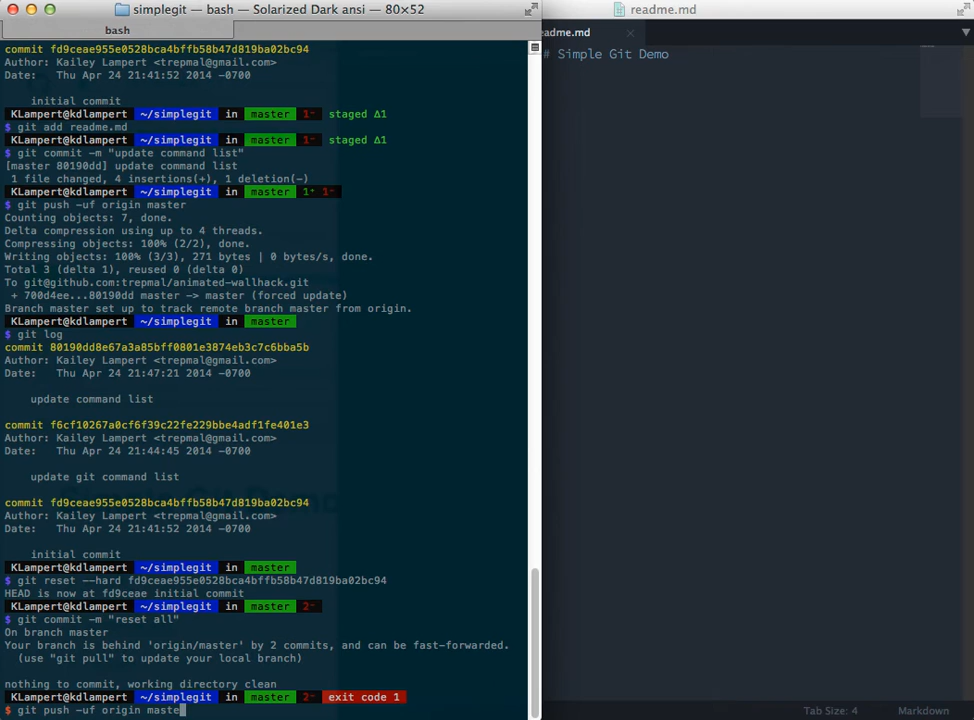 simplegit — bash — Solarized Dark ansi — 80×52
bash
commit fd9ceae955e0528bca4bffb58b47d819ba02bc94
Author: Kailey Lampert <trepmal@gmail.com>
Date:   Thu Apr 24 21:41:52 2014 -0700
initial commit
KLampert@kdlampert ~/simplegit in master 1- staged Δ1
$ git add readme.md
KLampert@kdlampert ~/simplegit in master 1- staged Δ1
$ git commit -m "update command list"
[master 80190dd] update command list
1 file changed, 4 insertions(+), 1 deletion(-)
KLampert@kdlampert ~/simplegit in master 1+ 1-
$ git push -uf origin master
Counting objects: 7, done.
Delta compression using up to 4 threads.
Compressing objects: 100% (2/2), done.
Writing objects: 100% (3/3), 271 bytes | 0 bytes/s, done.
Total 3 (delta 1), reused 0 (delta 0)
To git@github.com:trepmal/animated-wallhack.git
+ 700d4ee...80190dd master -> master (forced update)
Branch master set up to track remote branch master from origin.
KLampert@kdlampert ~/simplegit in master
$ git log
commit 80190dd8e67a3a85bff0801e3874eb3c7c6bba5b
Author: Kailey Lampert <trepmal@gmail.com>
Date:   Thu Apr 24 21:47:21 2014 -0700
update command list
commit f6cf10267a0cf6f39c22fe229bbe4adf1fe401e3
Author: Kailey Lampert <trepmal@gmail.com>
Date:   Thu Apr 24 21:44:45 2014 -0700
update git command list
commit fd9ceae955e0528bca4bffb58b47d819ba02bc94
Author: Kailey Lampert <trepmal@gmail.com>
Date:   Thu Apr 24 21:41:52 2014 -0700
initial commit
KLampert@kdlampert ~/simplegit in master
$ git reset --hard fd9ceae955e0528bca4bffb58b47d819ba02bc94
HEAD is now at fd9ceae initial commit
KLampert@kdlampert ~/simplegit in master 2-
$ git commit -m "reset all"
On branch master
Your branch is behind 'origin/master' by 2 commits, and can be fast-forwarded.
(use "git pull" to update your local branch)
nothing to commit, working directory clean
KLampert@kdlampert ~/simplegit in master 2- exit code 1
$ git push -uf origin maste
readme.md
eadme.md
# Simple Git Demo
Tab Size: 4 Markdown